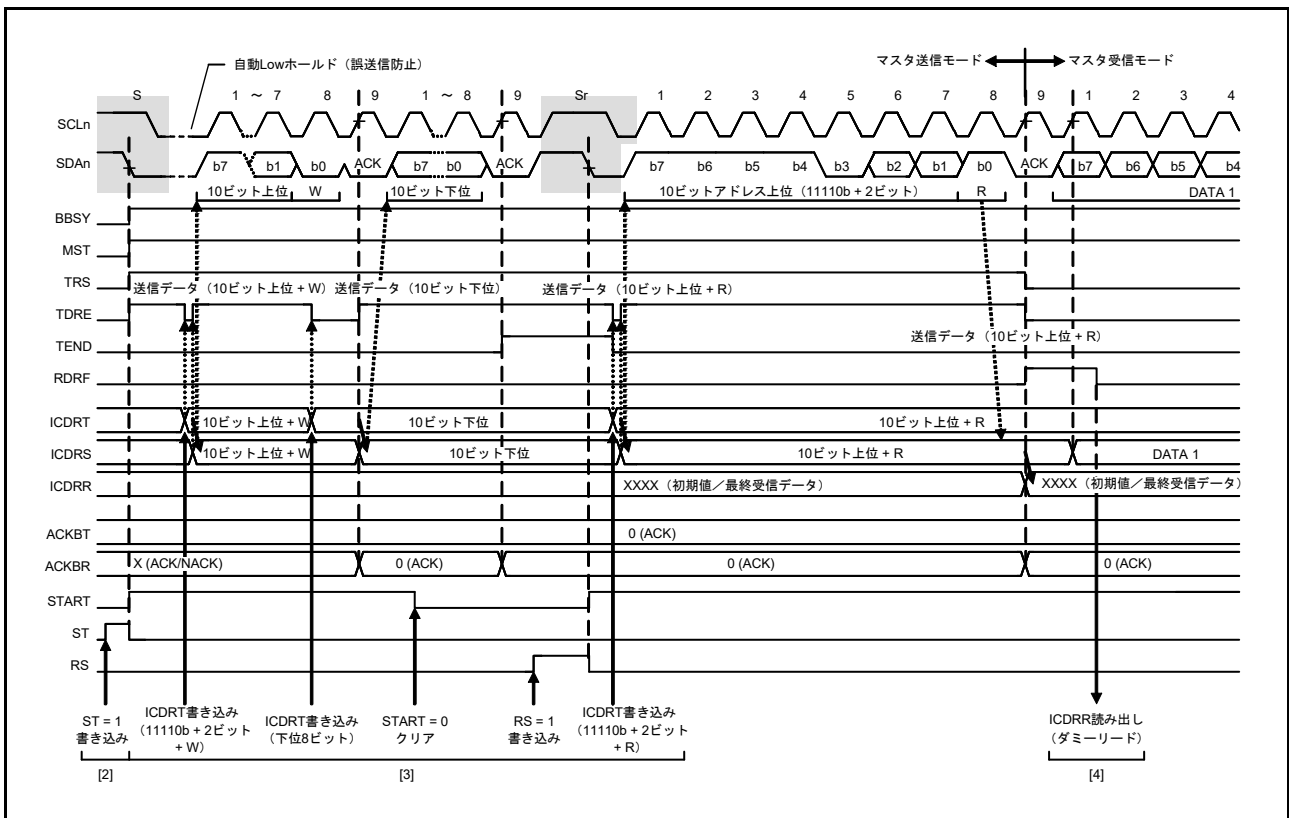 マスタ送信モード マスタ受信モード
自動Lowホールド（誤送信防止）
S 1 ～ 7 8 9 1 ～ 8 9 Sr 1 2 3 4 5 6 7 8 9 1 2 3 4
SCLn
SDAn b7 b1 b0 ACK b7 b0 ACK b7 b6 b5 b4 b3 b2 b1 b0 ACK b7 b6 b5 b4
10ビット上位 W 10ビット下位 10ビットアドレス上位（11110b + 2ビット） R DATA 1
BBSY
MST
TRS
送信データ（10ビット上位 + W） 送信データ（10ビット下位） 送信データ（10ビット上位 + R）
TDRE
TEND 送信データ（10ビット上位 + R）
RDRF
ICDRT 10ビット上位 + W 10ビット下位 10ビット上位 + R
ICDRS 10ビット上位 + W 10ビット下位 10ビット上位 + R DATA 1
ICDRR XXXX（初期値／最終受信データ） XXXX（初期値／最終受信データ）
ACKBT 0 (ACK)
ACKBR X (ACK/NACK) 0 (ACK) 0 (ACK) 0 (ACK)
START
ST
RS
ST = 1
書き込み
ICDRT書き込み
（11110b + 2ビット
+ W）
ICDRT書き込み
（下位8ビット）
START = 0
クリア
RS = 1
書き込み
ICDRT書き込み
（11110b + 2ビット
+ R）
ICDRR読み出し
（ダミーリード）
[2] [3] [4]